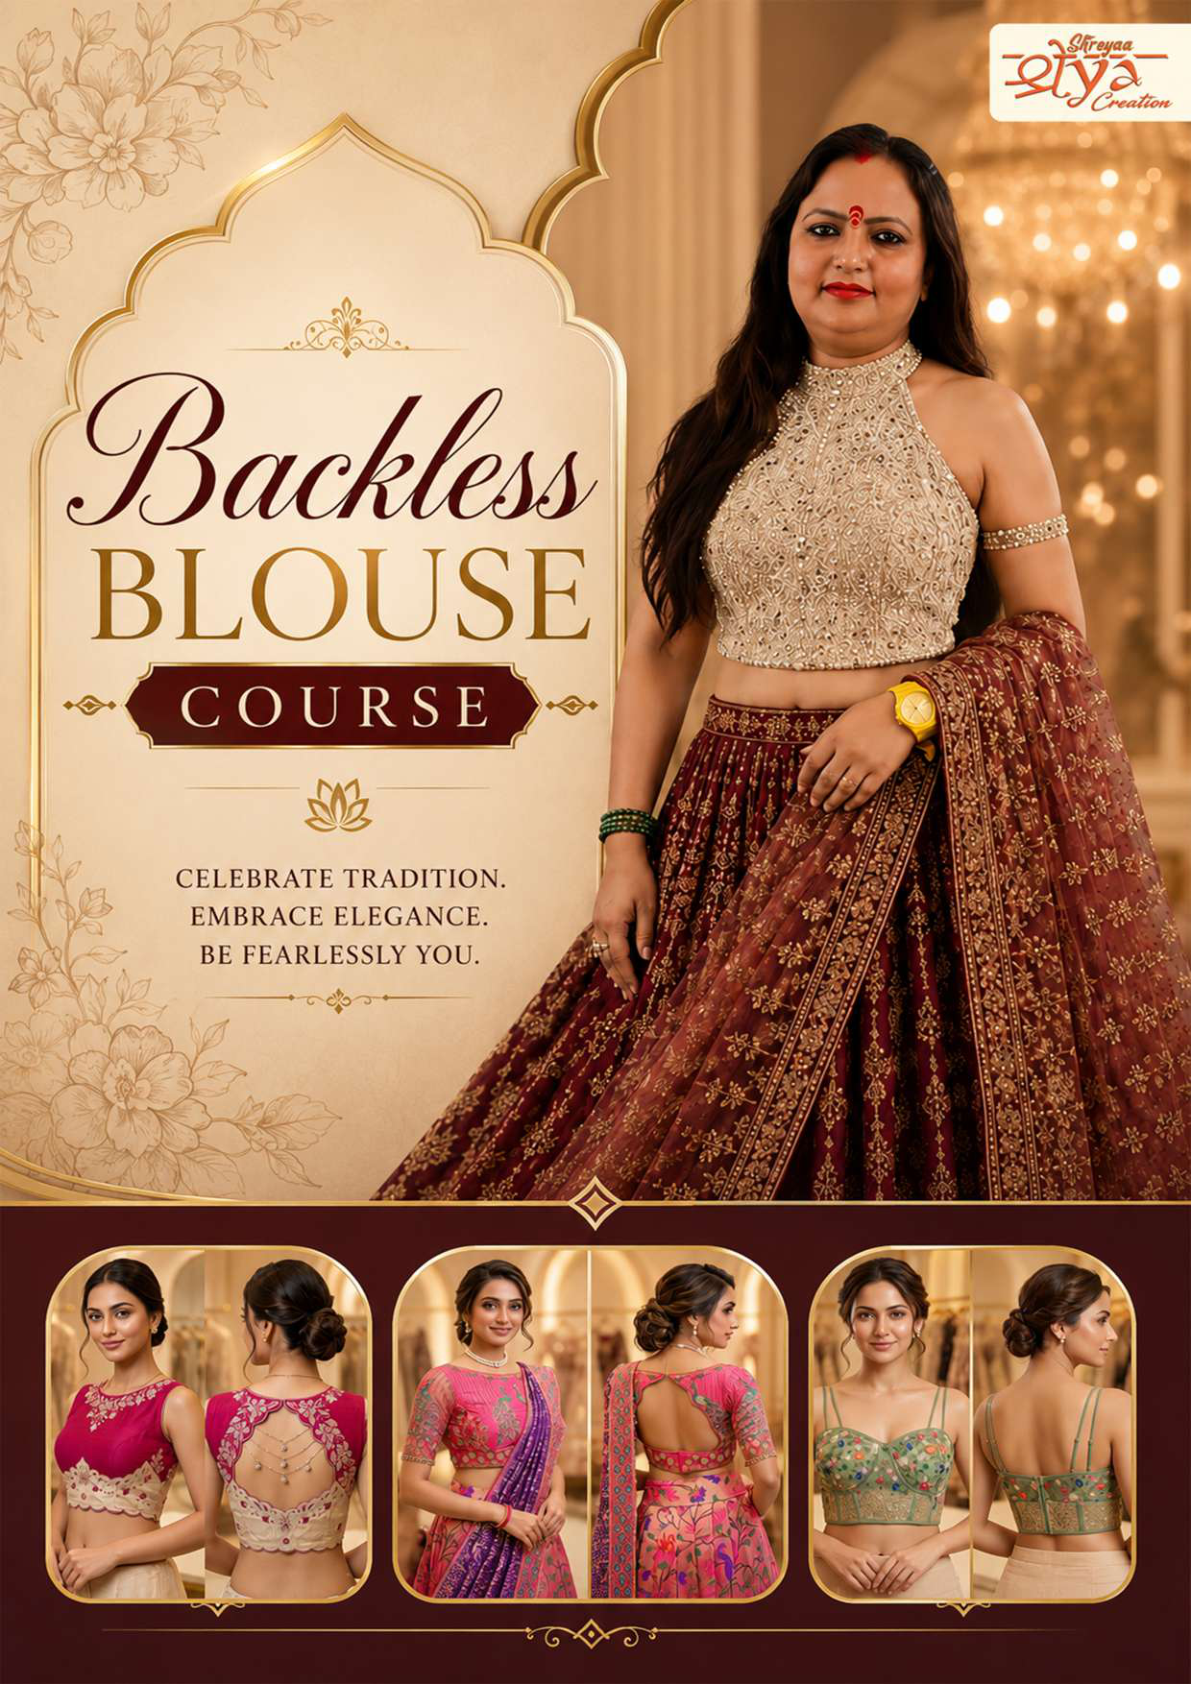 Shreyaa
श्रेyा
Creation
Backless
BLOUSE
COURSE
CELEBRATE TRADITION.
EMBRACE ELEGANCE.
BE FEARLESSLY YOU.